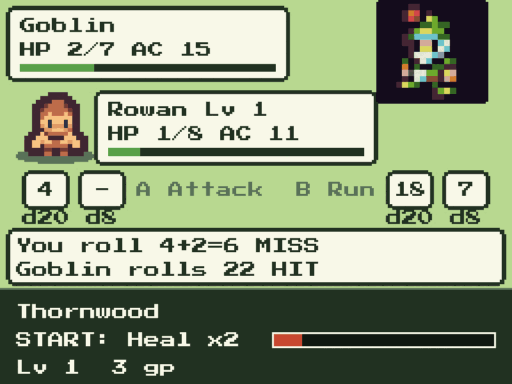 Goblin
HP 2/7 AC 15
Rowan Lv 1
HP 1/8 AC 11
4 - A Attack B Run 18 7
d20 d8 d20 d8
You roll 4+2=6 MISS
Goblin rolls 22 HIT
Thornwood
START: Heal x2
Lv 1 3 gp